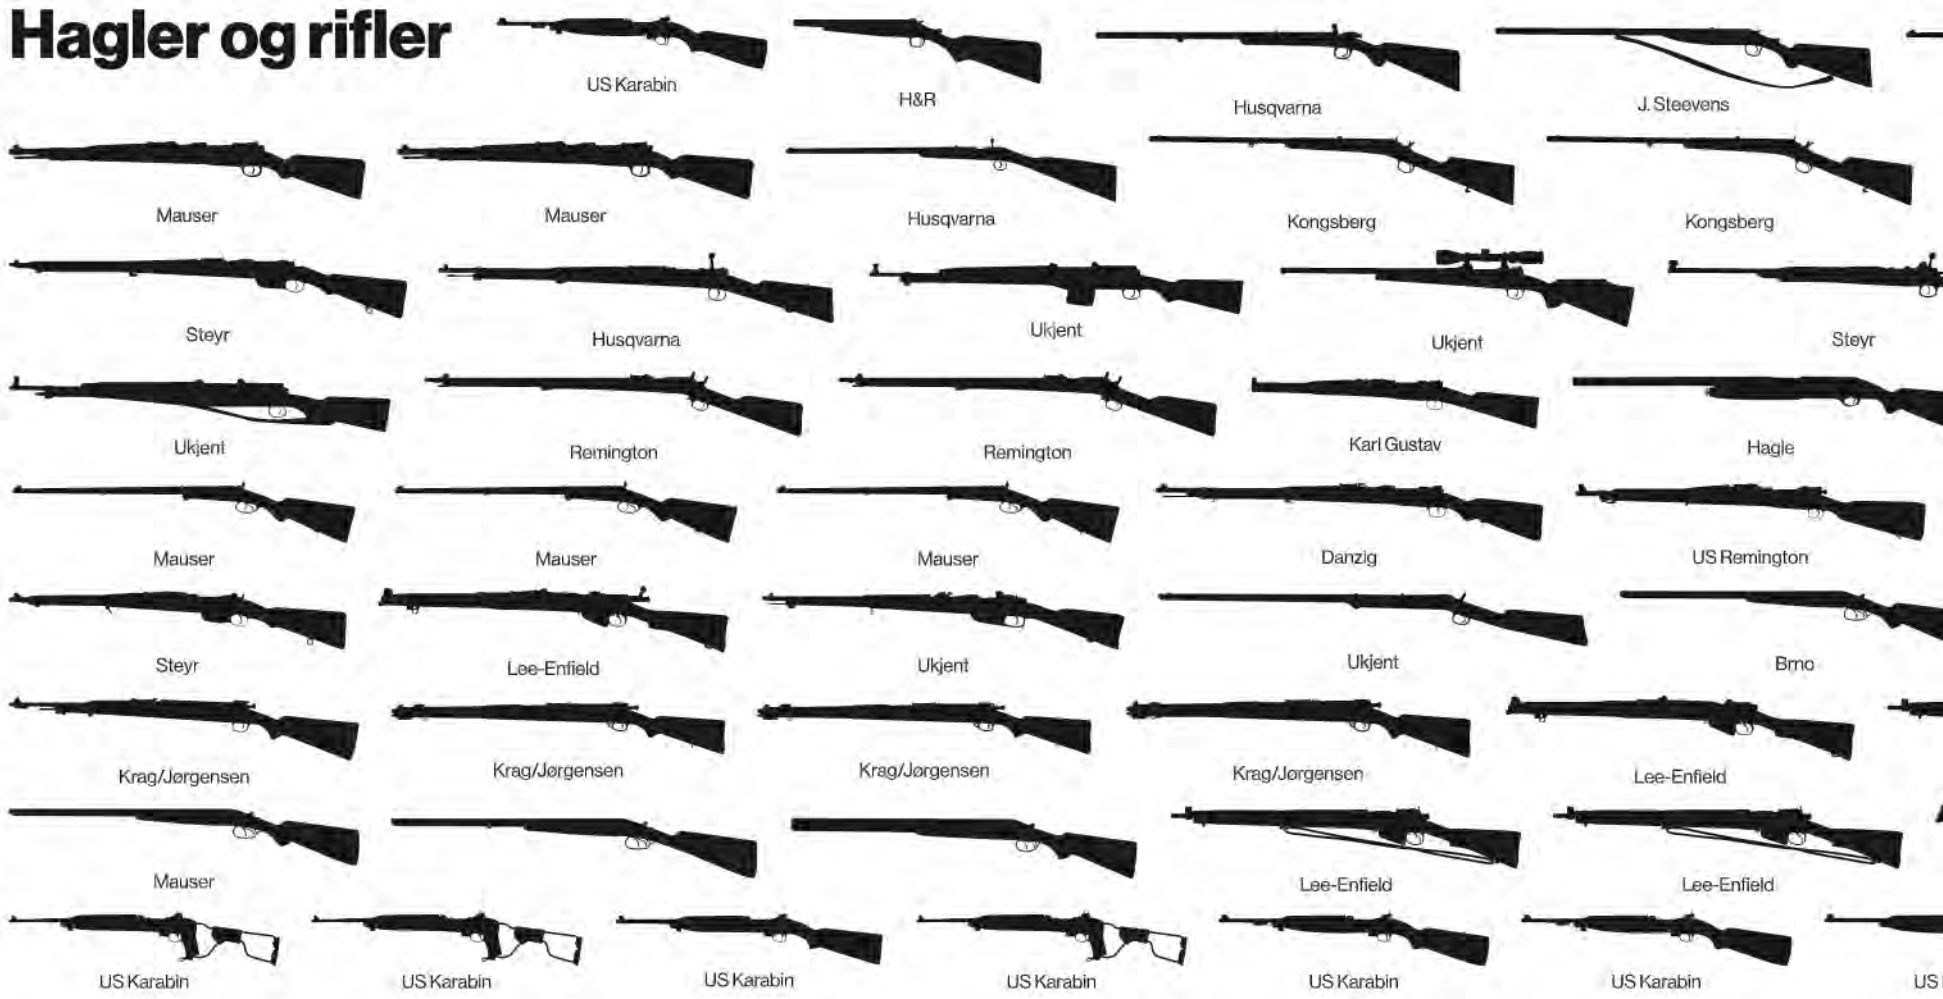 Hagler og rifler
US Karabin
H&R
Husqvarna
J. Steevens
Mauser
Mauser
Husqvarna
Kongsberg
Kongsberg
Steyr
Husqvarna
Ukjent
Ukjent
Steyr
Ukjent
Remington
Remington
Karl Gustav
Hagle
Mauser
Mauser
Mauser
Danzig
US Remington
Steyr
Lee-Enfield
Ukjent
Ukjent
Brno
Krag/Jørgensen
Krag/Jørgensen
Krag/Jørgensen
Krag/Jørgensen
Lee-Enfield
Mauser
Lee-Enfield
Lee-Enfield
US Karabin
US Karabin
US Karabin
US Karabin
US Karabin
US Karabin
US